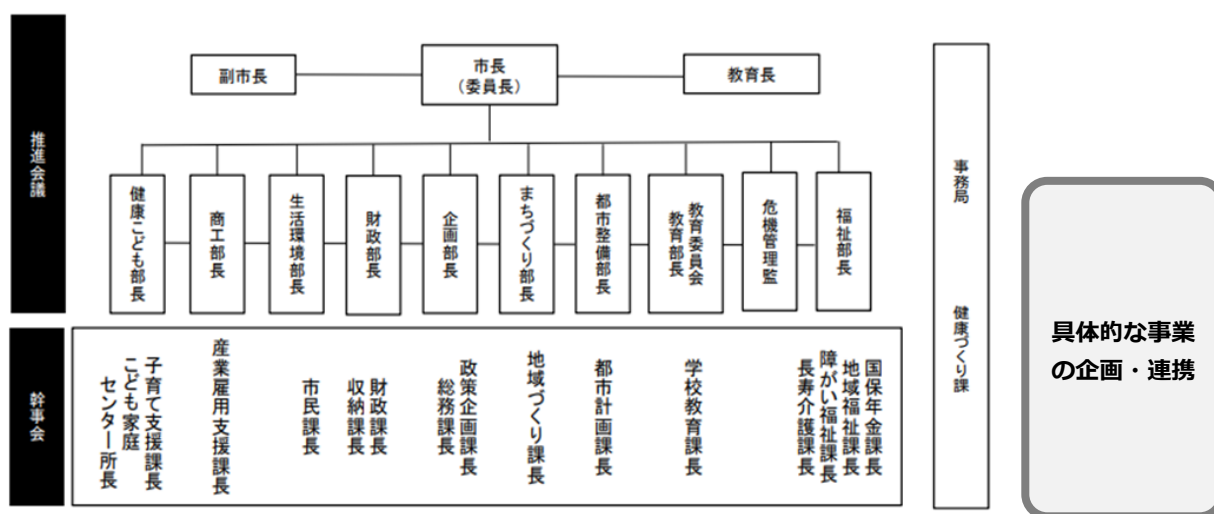 推進会議
副市長
市長
（委員長）
教育長
健康こども部長
商工部長
生活環境部長
財政部長
企画部長
まちづくり部長
都市整備部長
教育委員会
教育部長
危機管理監
福祉部長
幹事会
子育て支援課長
こども家庭
センター所長
産業雇用支援課長
市民課長
財政課長
収納課長
政策企画課長
総務課長
地域づくり課長
都市計画課長
学校教育課長
国保年金課長
地域福祉課長
障がい福祉課長
長寿介護課長
事務局
健康づくり課
具体的な事業
の企画・連携